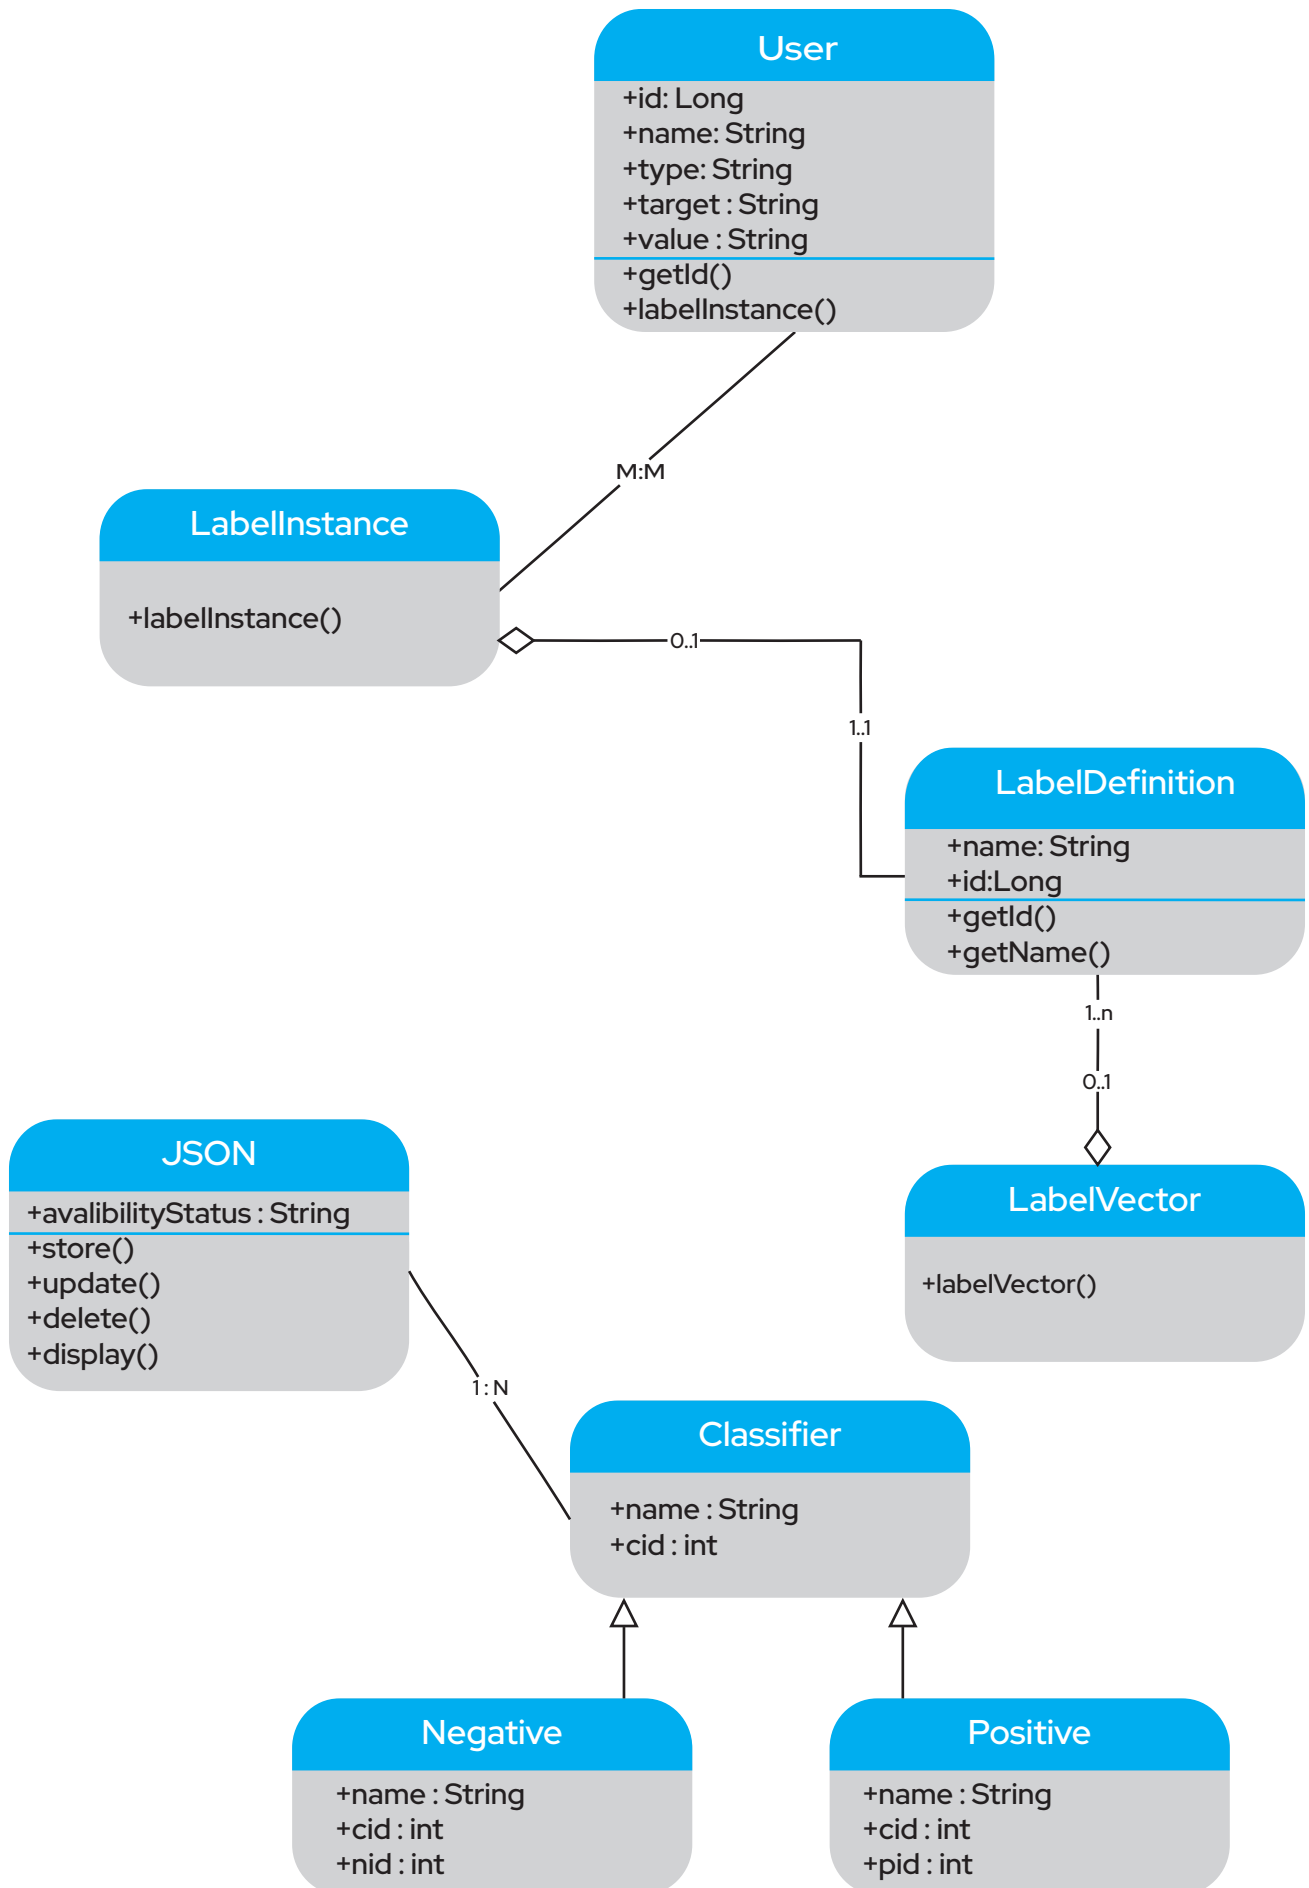 User
+id: Long
+name: String
+type: String
+target : String
+value : String
+getId()
+labelInstance()
M:M
LabelInstance
+labelInstance()
0..1
1..1
LabelDefinition
+name: String
+id:Long
+getId()
+getName()
1..n
0..1
LabelVector
+labelVector()
JSON
+avalibilityStatus : String
+store()
+update()
+delete()
+display()
1 : N
Classifier
+name : String
+cid : int
Negative
+name : String
+cid : int
+nid : int
Positive
+name : String
+cid : int
+pid : int